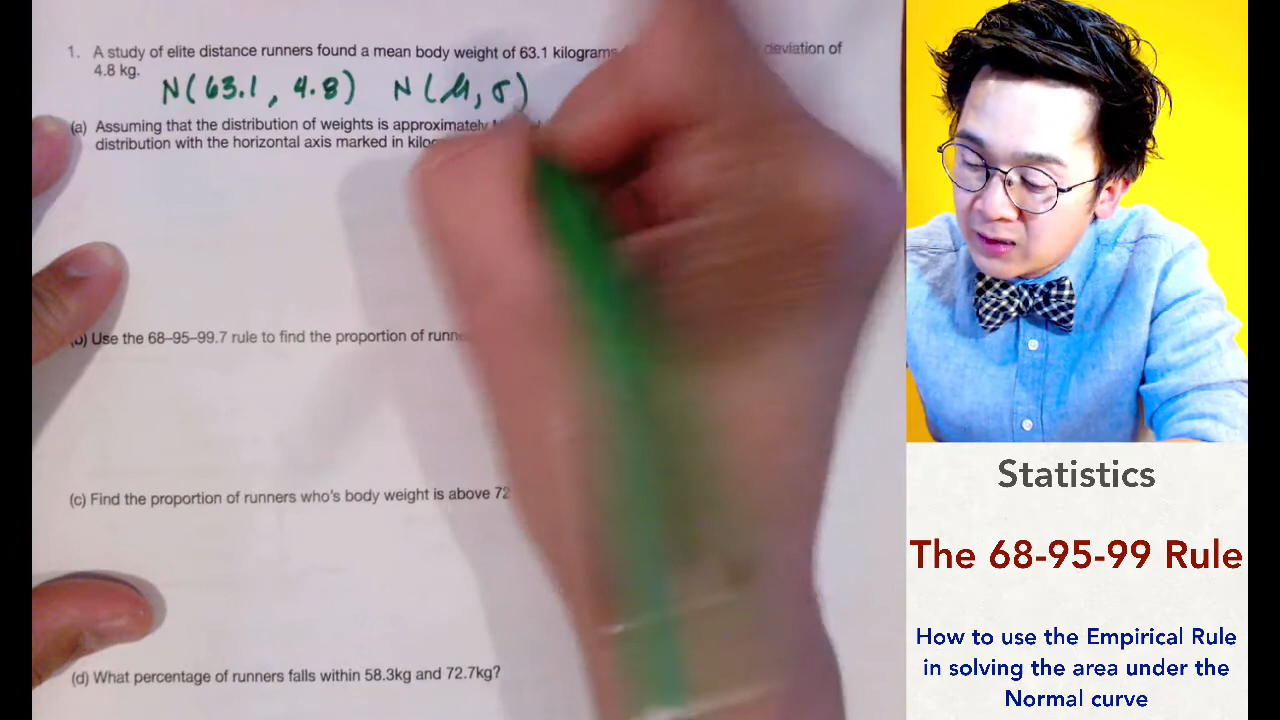 1. A study of elite distance runners found a mean body weight of 63.1 kilograms deviation of
4.8 kg.
N(63.1, 4.8) N(μ, σ)
(a) Assuming that the distribution of weights is approximately
distribution with the horizontal axis marked in
(b) Use the 68–95–99.7 rule to find the proportion of
(c) Find the proportion of runners who's body weight is above 72
(d) What percentage of runners falls within 58.3kg and 72.7kg?
Statistics
The 68-95-99 Rule
How to use the Empirical Rule
in solving the area under the
Normal curve